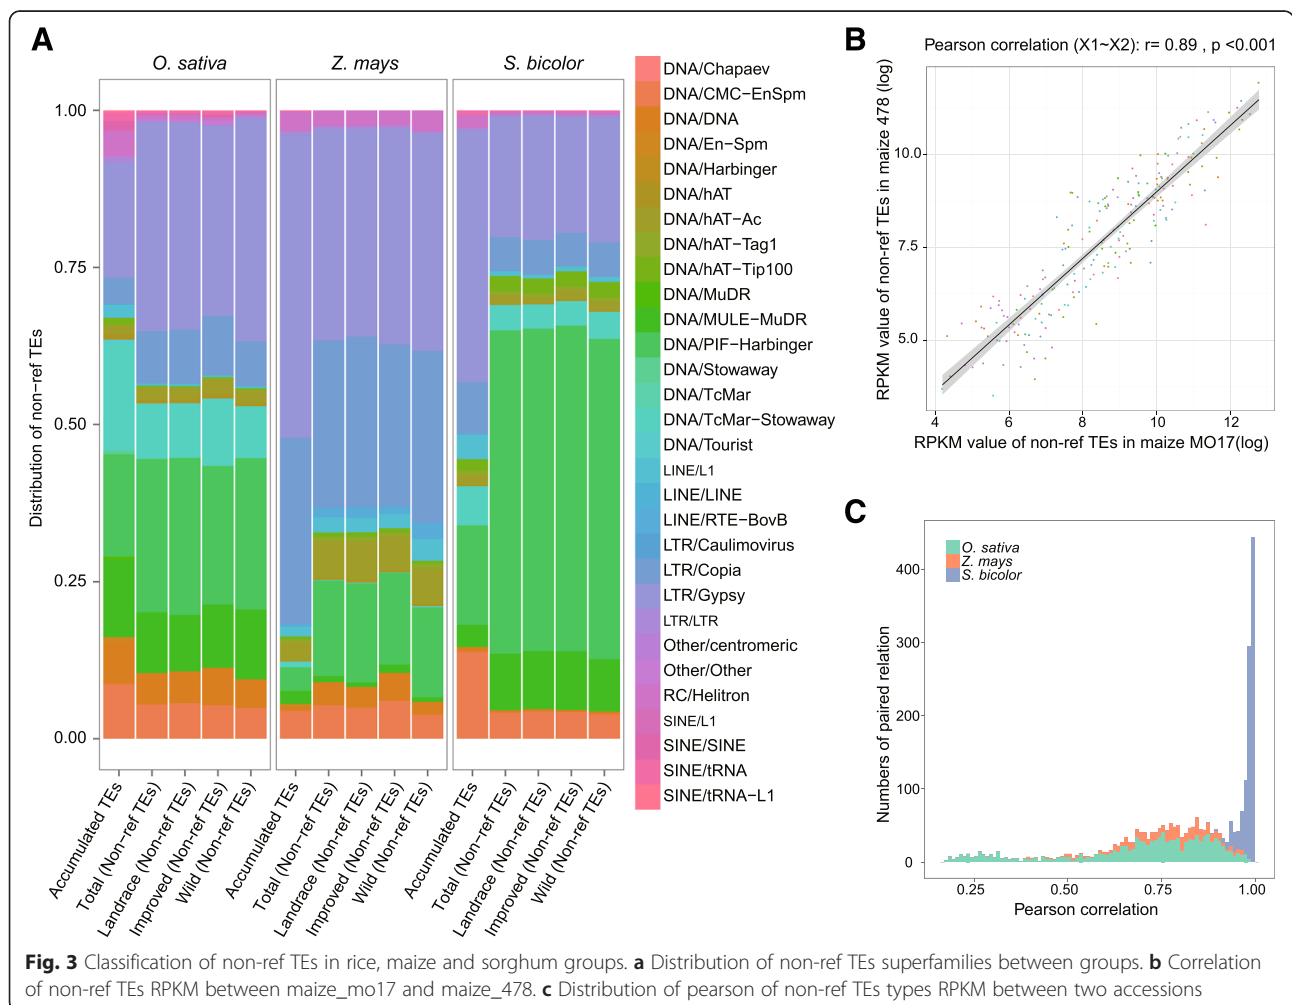 A
O. sativa
Z. mays
S. bicolor
Distribution of non-ref TEs
1.00
0.75
0.50
0.25
0.00
Accumulated TEs
Total (Non-ref TEs)
Landrace (Non-ref TEs)
Improved (Non-ref TEs)
Wild (Non-ref TEs)
Accumulated TEs
Total (Non-ref TEs)
Landrace (Non-ref TEs)
Improved (Non-ref TEs)
Wild (Non-ref TEs)
Accumulated TEs
Total (Non-ref TEs)
Landrace (Non-ref TEs)
Improved (Non-ref TEs)
Wild (Non-ref TEs)
DNA/Chapaev
DNA/CMC-EnSpm
DNA/DNA
DNA/En-Spm
DNA/Harbinger
DNA/hAT
DNA/hAT-Ac
DNA/hAT-Tag1
DNA/hAT-Tip100
DNA/MuDR
DNA/MULE-MuDR
DNA/PIF-Harbinger
DNA/Stowaway
DNA/TcMar
DNA/TcMar-Stowaway
DNA/Tourist
LINE/L1
LINE/LINE
LINE/RTE-BovB
LTR/Caulimovirus
LTR/Copia
LTR/Gypsy
LTR/LTR
Other/centromeric
Other/Other
RC/Helitron
SINE/L1
SINE/SINE
SINE/tRNA
SINE/tRNA-L1
B
Pearson correlation (X1~X2): r= 0.89 , p <0.001
RPKM value of non-ref TEs in maize 478 (log)
10.0
7.5
5.0
4
6
8
10
12
RPKM value of non-ref TEs in maize MO17(log)
C
O. sativa
Z. mays
S. bicolor
Numbers of paired relation
400
300
200
100
0
0.25
0.50
0.75
1.00
Pearson correlation
Fig. 3 Classification of non-ref TEs in rice, maize and sorghum groups. a Distribution of non-ref TEs superfamilies between groups. b Correlation
of non-ref TEs RPKM between maize_mo17 and maize_478. c Distribution of pearson of non-ref TEs types RPKM between two accessions